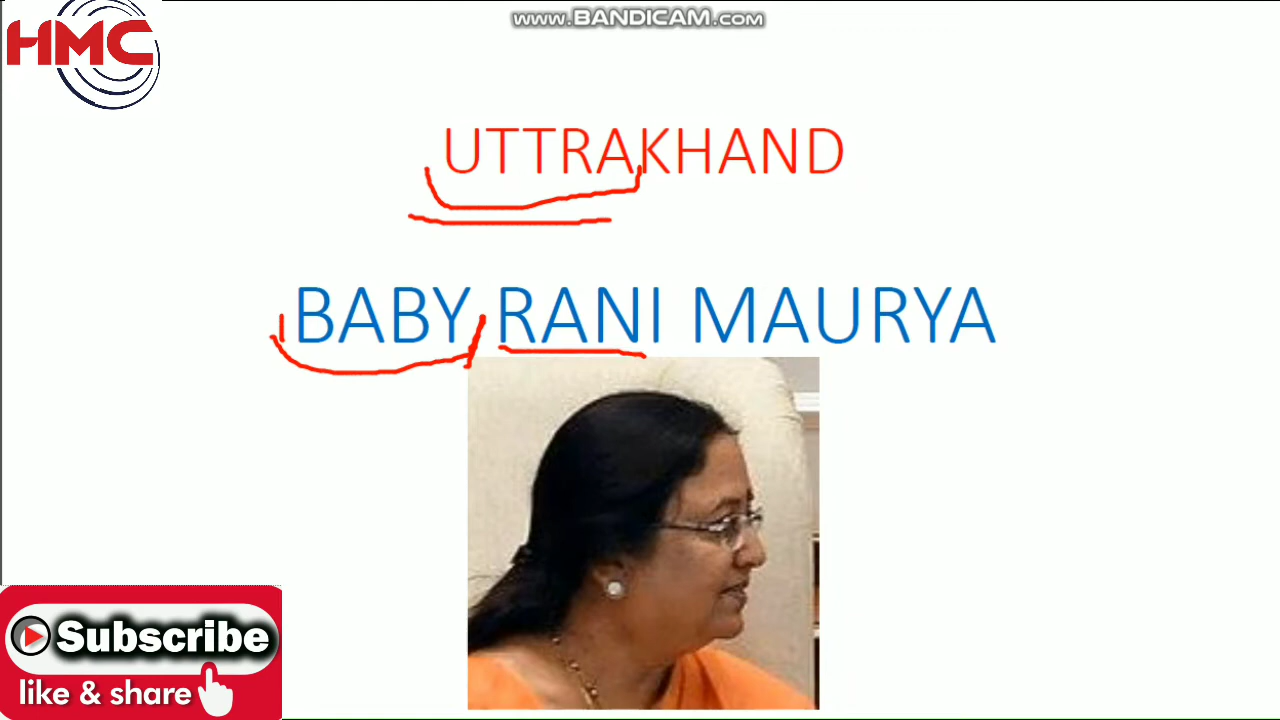 www.BANDICAM.com
HMC
UTTRAKHAND
BABY RANI MAURYA
Subscribe
like & share